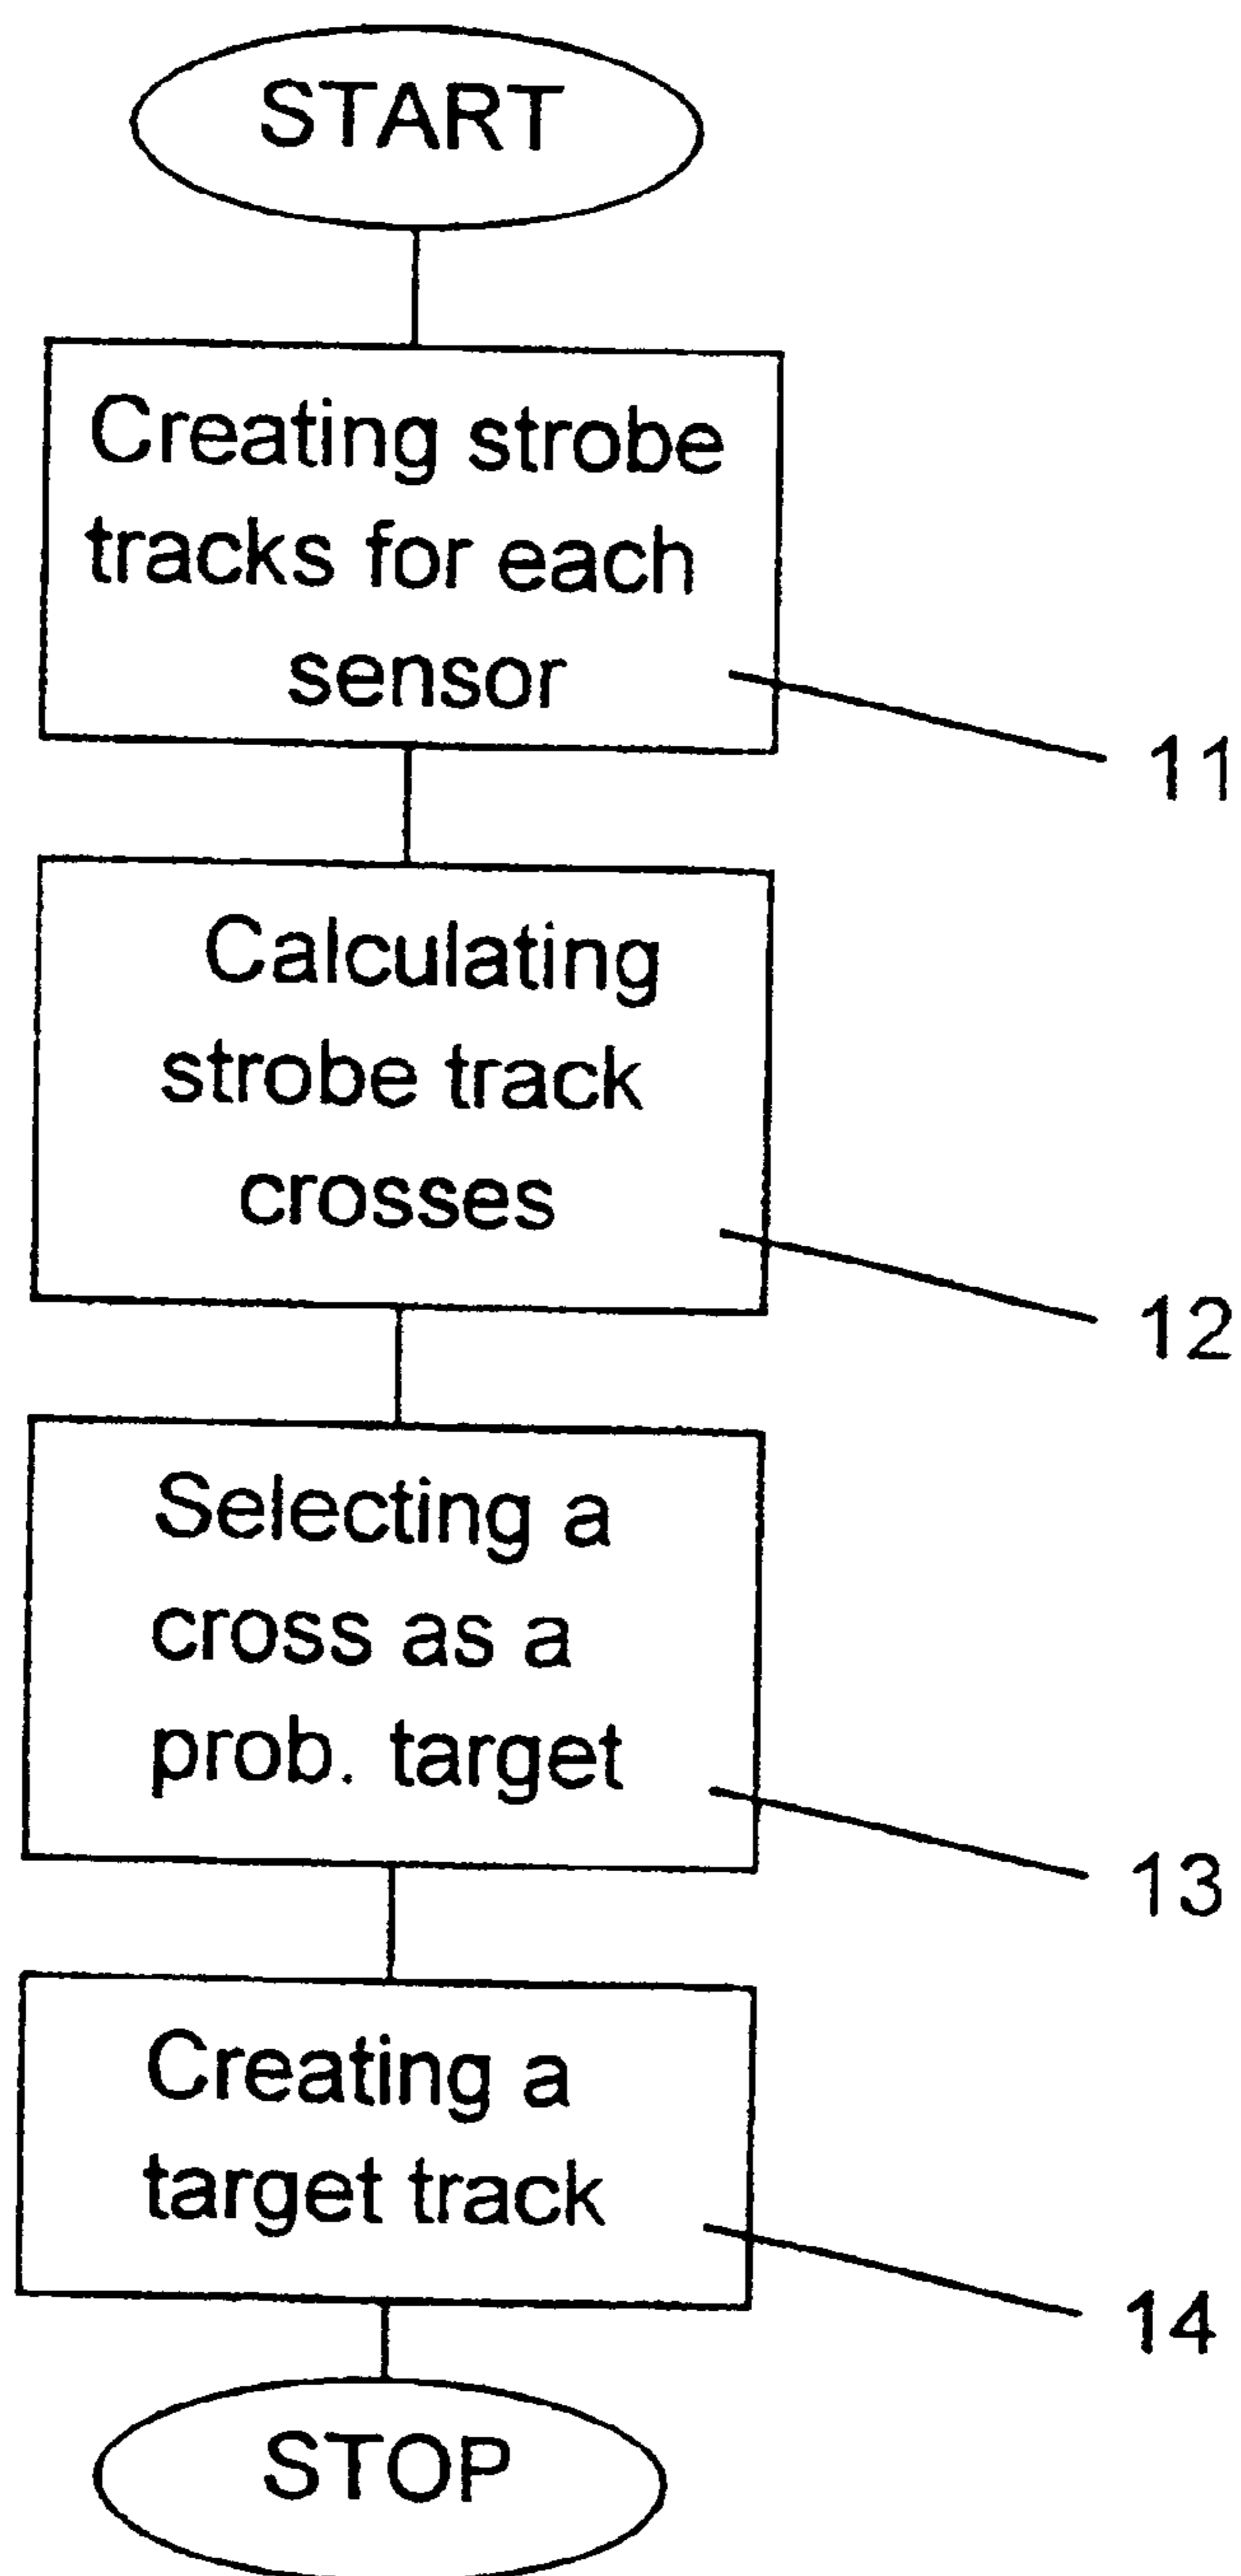 START
Creating strobe
tracks for each
sensor
11
Calculating
strobe track
crosses
12
Selecting a
cross as a
prob. target
13
Creating a
target track
14
STOP